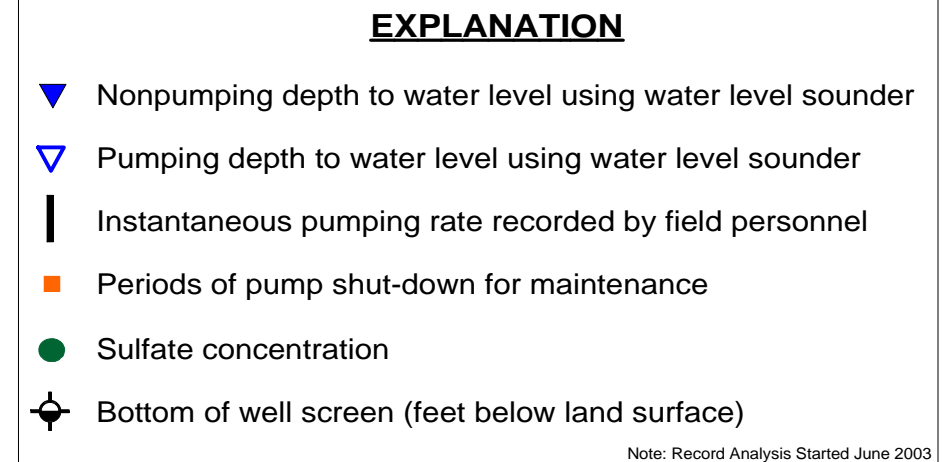 EXPLANATION
Nonpumping depth to water level using water level sounder
Pumping depth to water level using water level sounder
Instantaneous pumping rate recorded by field personnel
Periods of pump shut-down for maintenance
Sulfate concentration
Bottom of well screen (feet below land surface)
Note: Record Analysis Started June 2003